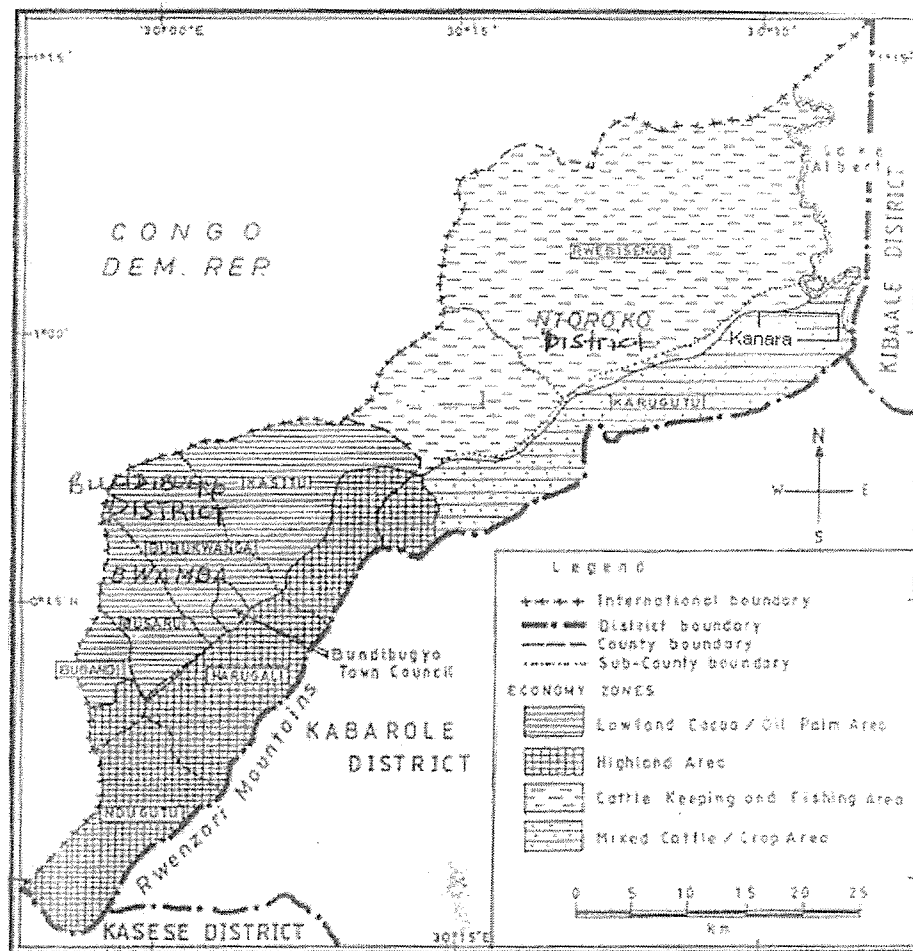 30°00'E
30°15'
30°30'
1°15'
1°15'
Lake
Albert
CONGO
DEM. REP
KIBAALE DISTRICT
RWEBISENGO
1°00'
NTOROKO
District
Kanara
KARUGUTU
N
W E
S
KASITU
DISTRICT
BUBUKWANGA
BWAMBA
0°45'N
BUSARU
BUBANDI
HARUGALI
Bundibugyo
Town Council
KABAROLE
DISTRICT
Rwenzori Mountains
NDUGUTU
KASESE DISTRICT
30°15'E
Legend
International boundary
District boundary
County boundary
Sub-County boundary
ECONOMY ZONES
Lowland Cocoa / Oil Palm Area
Highland Area
Cattle Keeping and Fishing Area
Mixed Cattle / Crop Area
0 5 10 15 20 25
km